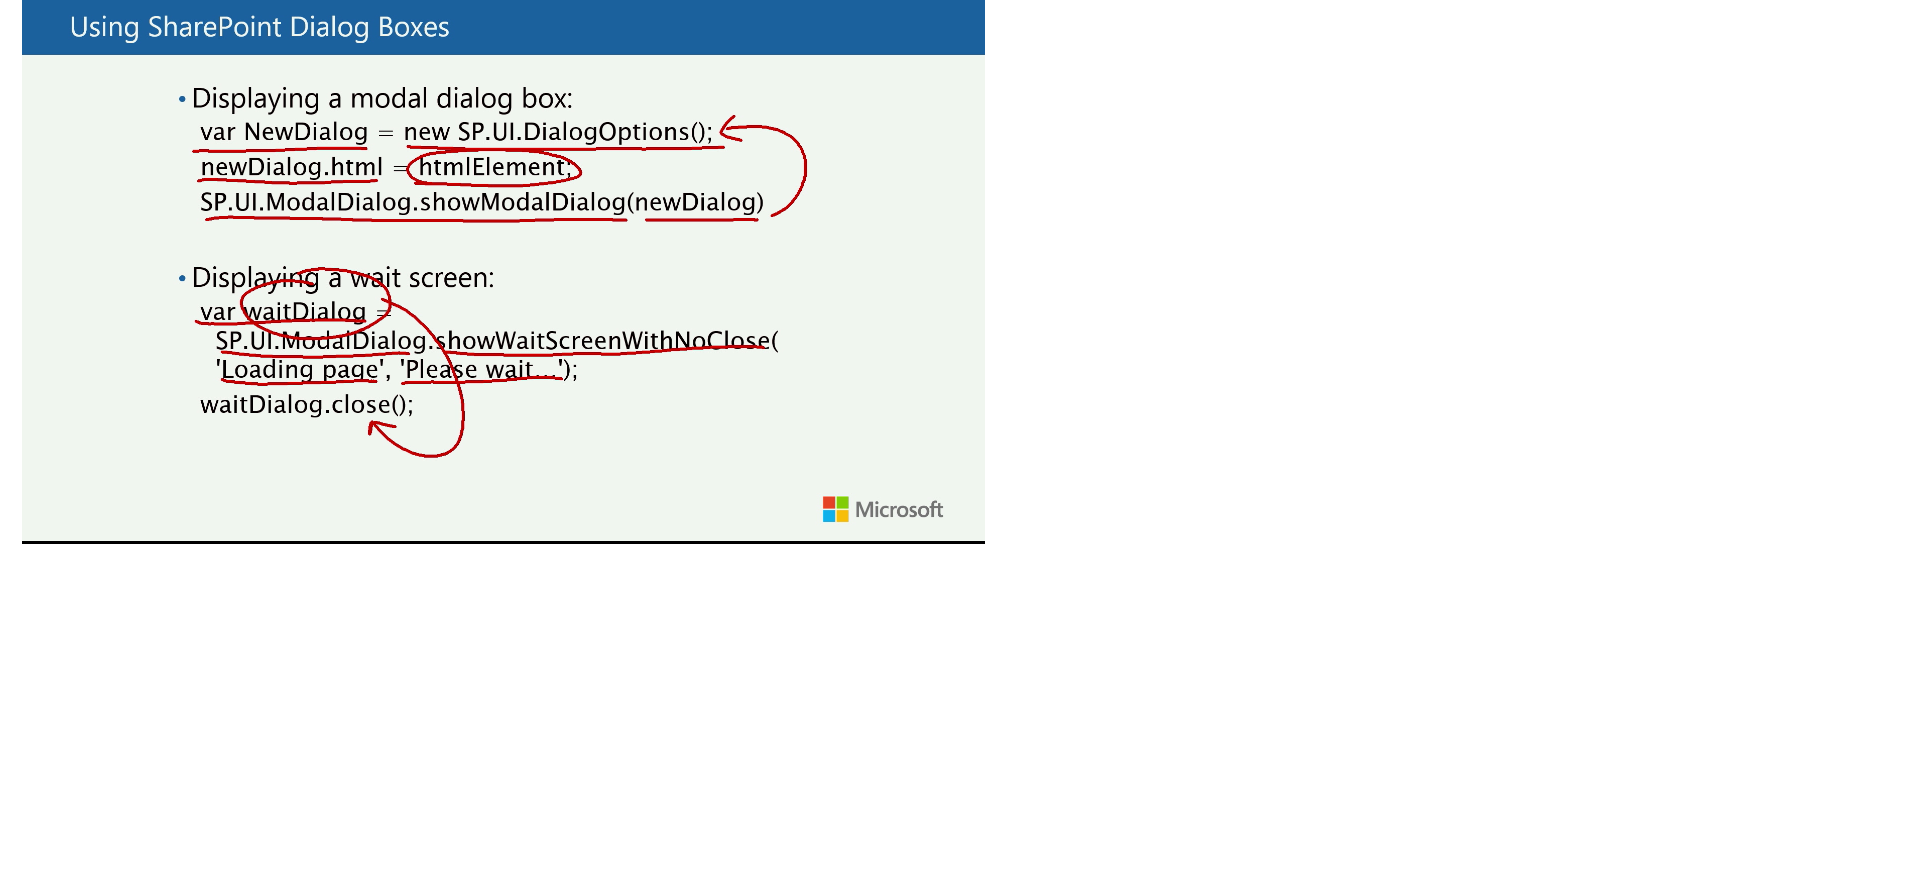 Using SharePoint Dialog Boxes
• Displaying a modal dialog box:
var NewDialog = new SP.UI.DialogOptions();
newDialog.html = htmlElement;
SP.UI.ModalDialog.showModalDialog(newDialog)
• Displaying a wait screen:
var waitDialog =
SP.UI.ModalDialog.showWaitScreenWithNoClose(
'Loading page', 'Please wait...');
waitDialog.close();
Microsoft